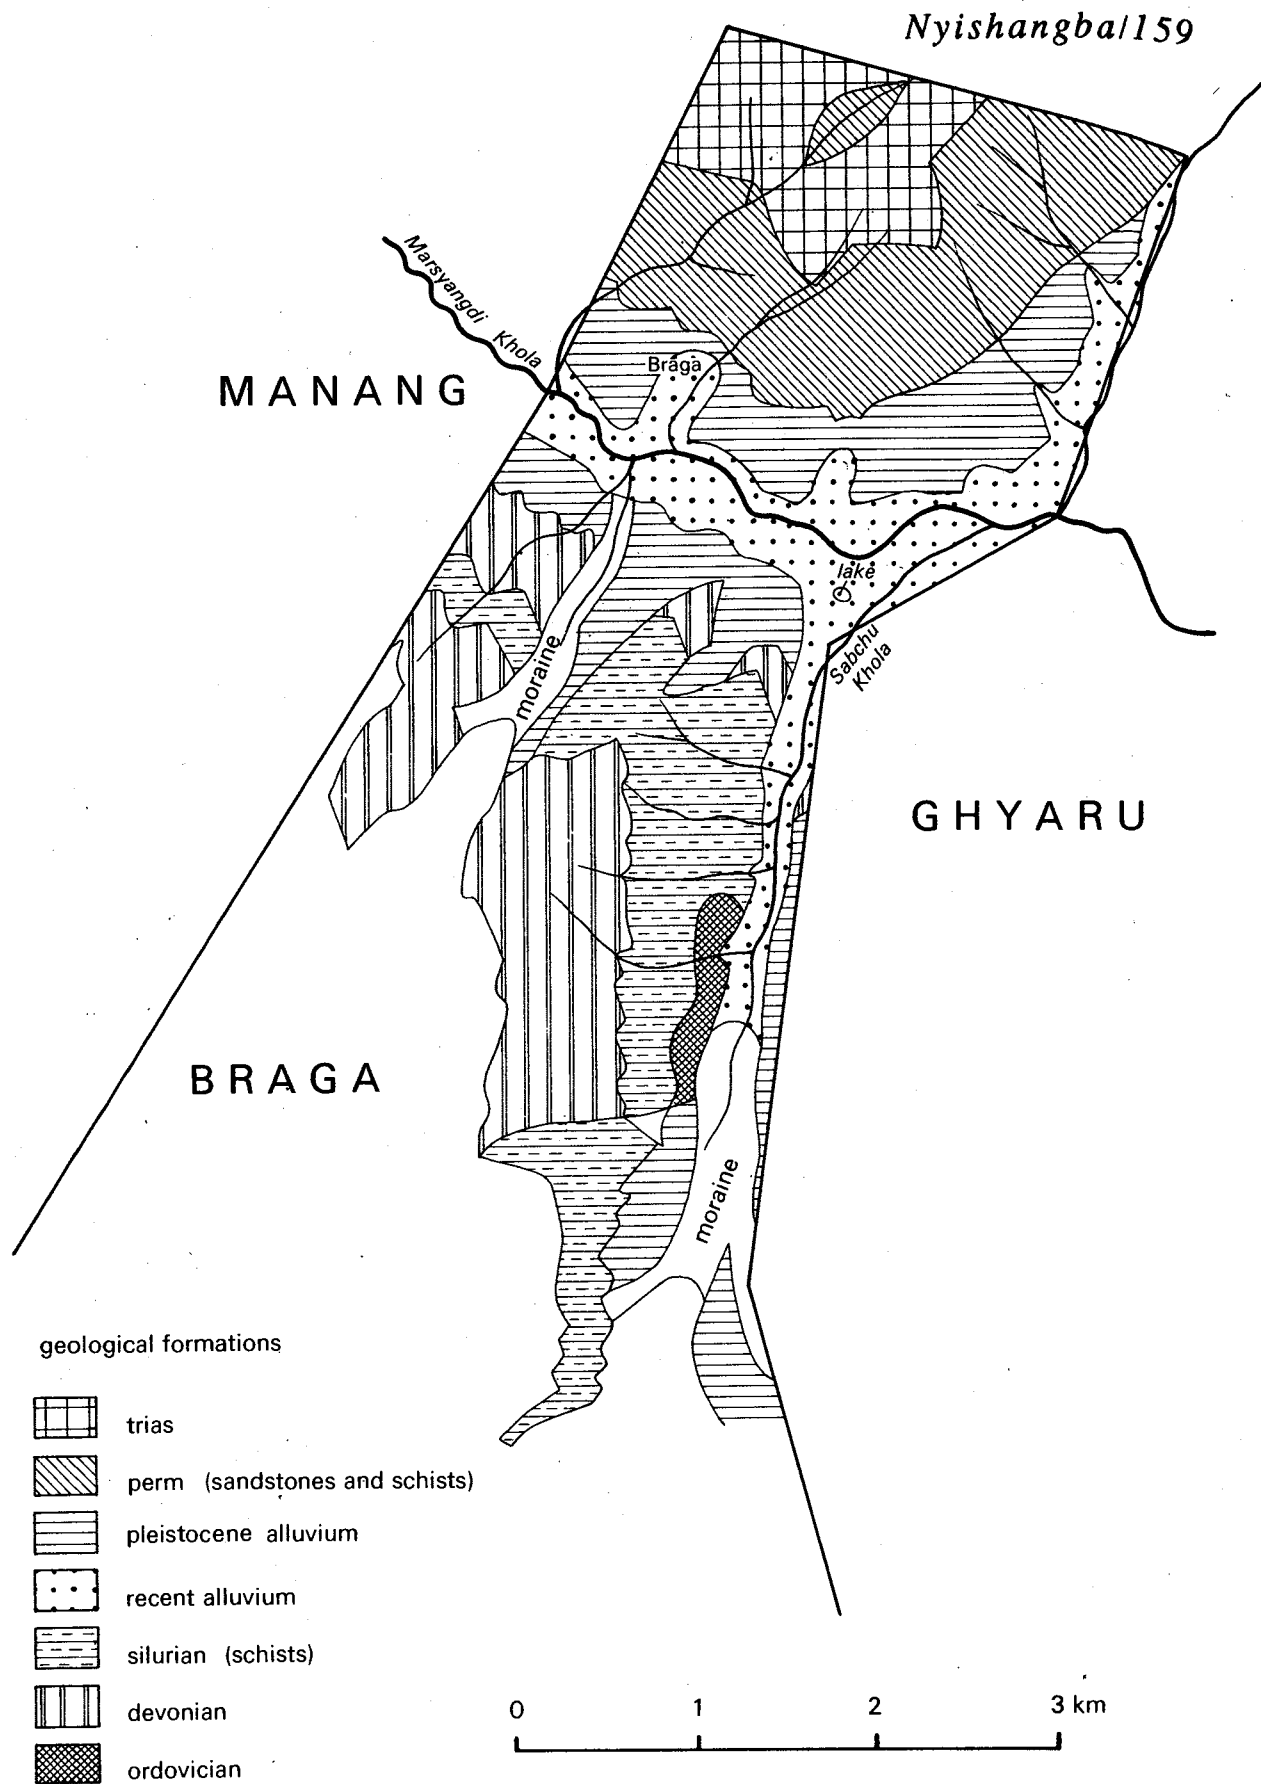 Nyishangba/159
Marsyangdi Khola
MANANG
Braga
lake
Sabchu
Khola
moraine
GHYARU
BRAGA
moraine
geological formations
trias
perm (sandstones and schists)
pleistocene alluvium
recent alluvium
silurian (schists)
devonian
ordovician
0 1 2 3 km